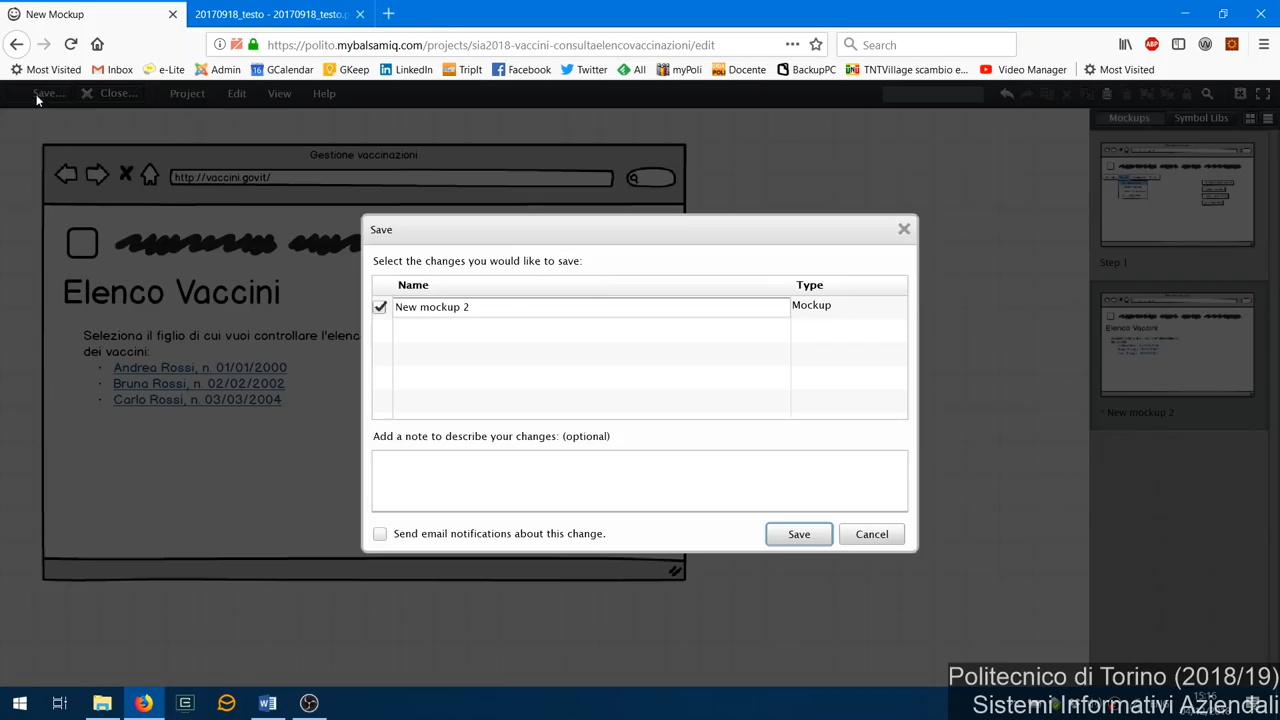 New Mockup
20170918_testo - 20170918_testo.
https://polito.mybalsamiq.com/projects/sia2018-vaccini-consultaelencovaccinazioni/edit
Search
Most Visited Inbox e-Lite Admin GCalendar GKeep LinkedIn TripIt Facebook Twitter All myPoli Docente BackupPC TNTVillage scambio e... Video Manager Most Visited
Save... Close... Project Edit View Help
Mockups Symbol Libs
Gestione vaccinazioni
http://vaccini.gov.it/
Elenco Vaccini
Seleziona il figlio di cui vuoi controllare l'elenc
dei vaccini:
• Andrea Rossi, n. 01/01/2000
• Bruna Rossi, n. 02/02/2002
• Carlo Rossi, n. 03/03/2004
Save
Select the changes you would like to save:
Name Type
New mockup 2 Mockup
Add a note to describe your changes: (optional)
Send email notifications about this change.
Save Cancel
Step 1
Elenco Vaccini
* New mockup 2
Politecnico di Torino (2018/19)
Sistemi Informativi Aziendali